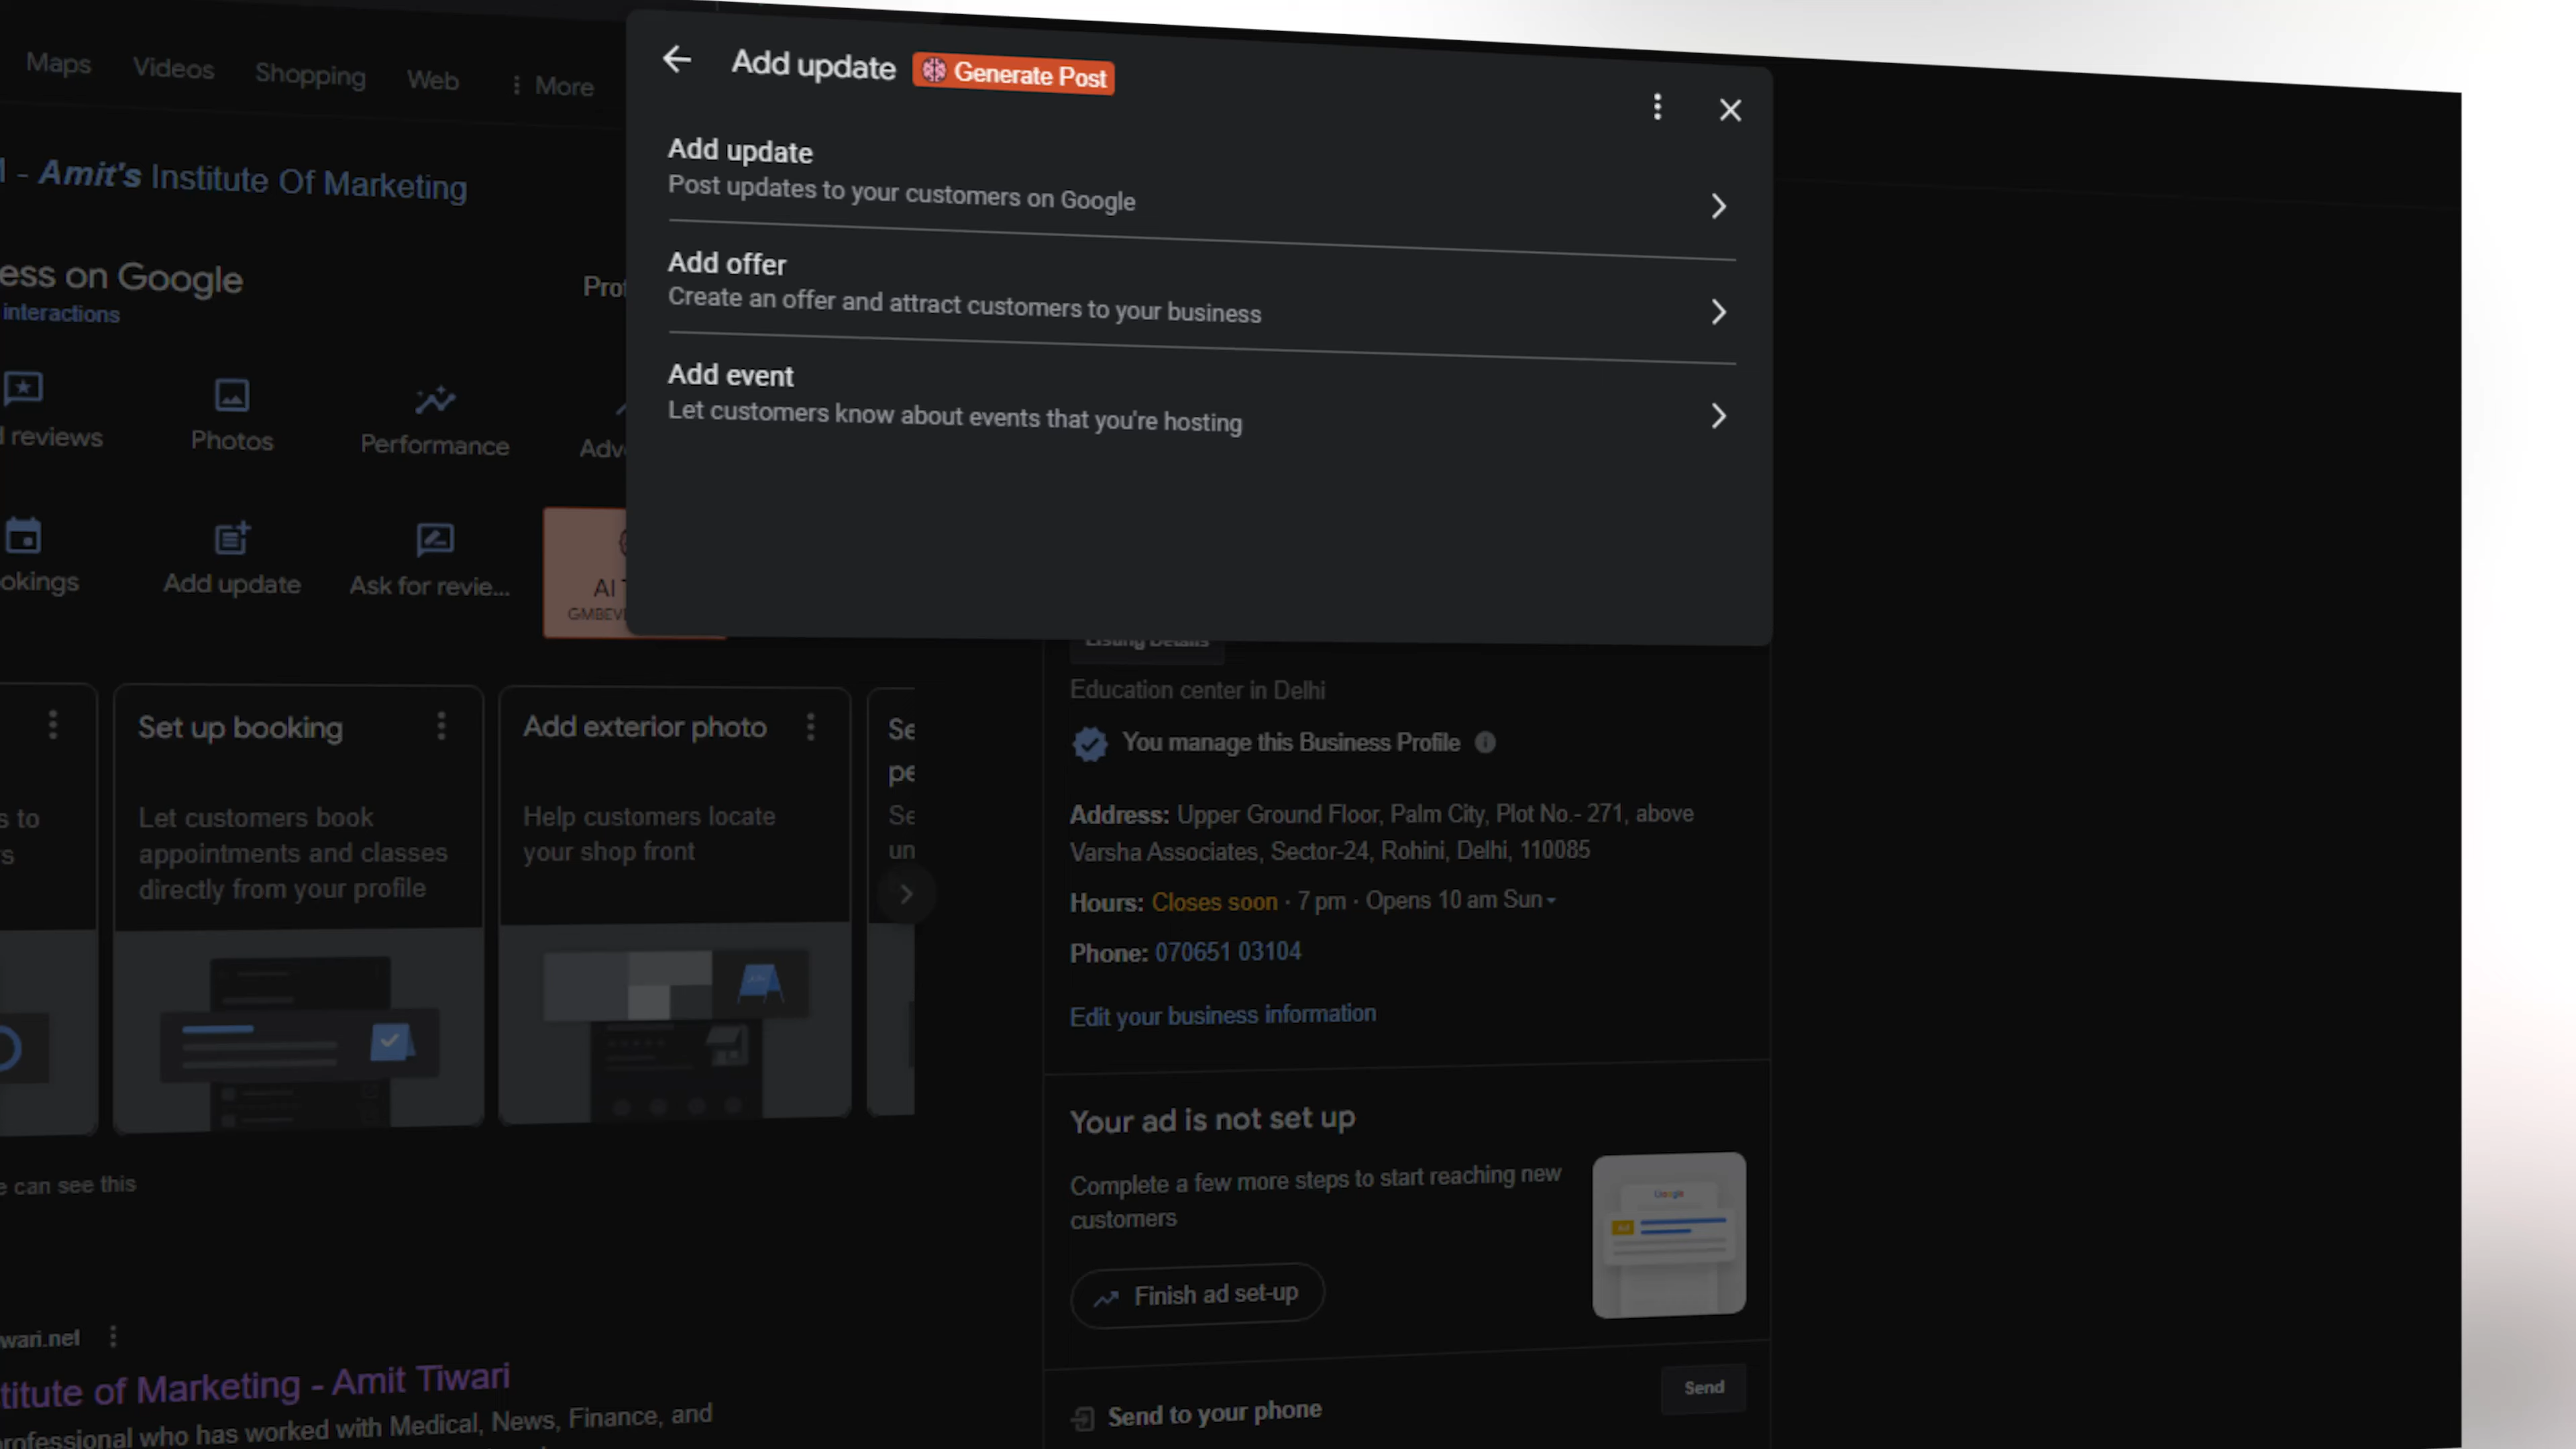 Maps Videos Shopping Web More
- Amit's Institute Of Marketing
ess on Google
interactions
reviews
Photos
Performance
okings
Add update
Ask for revie...
AI
Add update Generate Post
Add update
Post updates to your customers on Google
Add offer
Create an offer and attract customers to your business
Add event
Let customers know about events that you're hosting
Set up booking
Let customers book
appointments and classes
directly from your profile
Add exterior photo
Help customers locate
your shop front
s to
e can see this
wari.net
titute of Marketing - Amit Tiwari
rofessional who has worked with Medical, News, Finance, and
Listing Details
Education center in Delhi
You manage this Business Profile
Address: Upper Ground Floor, Palm City, Plot No.- 271, above
Varsha Associates, Sector-24, Rohini, Delhi, 110085
Hours: Closes soon · 7 pm · Opens 10 am Sun
Phone: 070651 03104
Edit your business information
Your ad is not set up
Complete a few more steps to start reaching new
customers
Google
Finish ad set-up
Send to your phone
Send